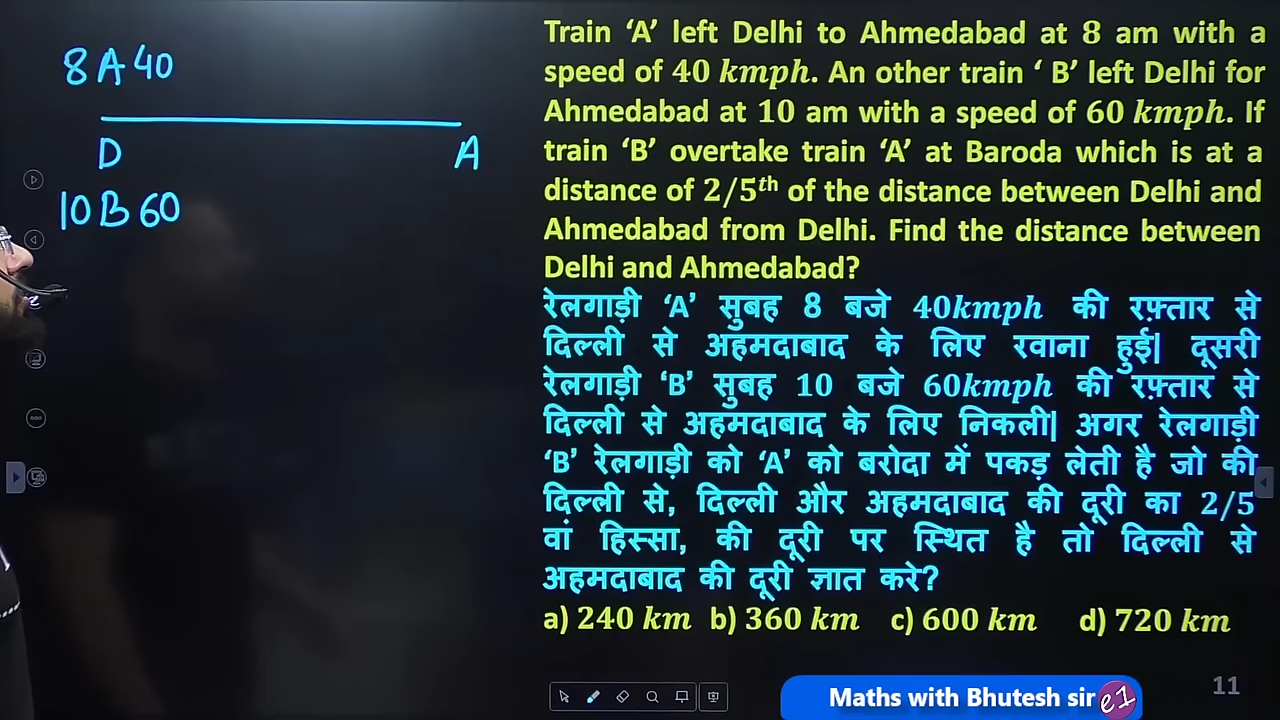 8 A 40
D A
10 B 60
Train ‘A’ left Delhi to Ahmedabad at 8 am with a
speed of 40 kmph. An other train ‘ B’ left Delhi for
Ahmedabad at 10 am with a speed of 60 kmph. If
train ‘B’ overtake train ‘A’ at Baroda which is at a
distance of 2/5th of the distance between Delhi and
Ahmedabad from Delhi. Find the distance between
Delhi and Ahmedabad?
रेलगाड़ी ‘A’ सुबह 8 बजे 40kmph की रफ़्तार से
दिल्ली से अहमदाबाद के लिए रवाना हुई| दूसरी
रेलगाड़ी ‘B’ सुबह 10 बजे 60kmph की रफ़्तार से
दिल्ली से अहमदाबाद के लिए निकली| अगर रेलगाड़ी
‘B’ रेलगाड़ी को ‘A’ को बरोदा में पकड़ लेती है जो की
दिल्ली से, दिल्ली और अहमदाबाद की दूरी का 2/5
वां हिस्सा, की दूरी पर स्थित है तो दिल्ली से
अहमदाबाद की दूरी ज्ञात करे?
a) 240 km b) 360 km c) 600 km d) 720 km
Maths with Bhutesh sir e1
11